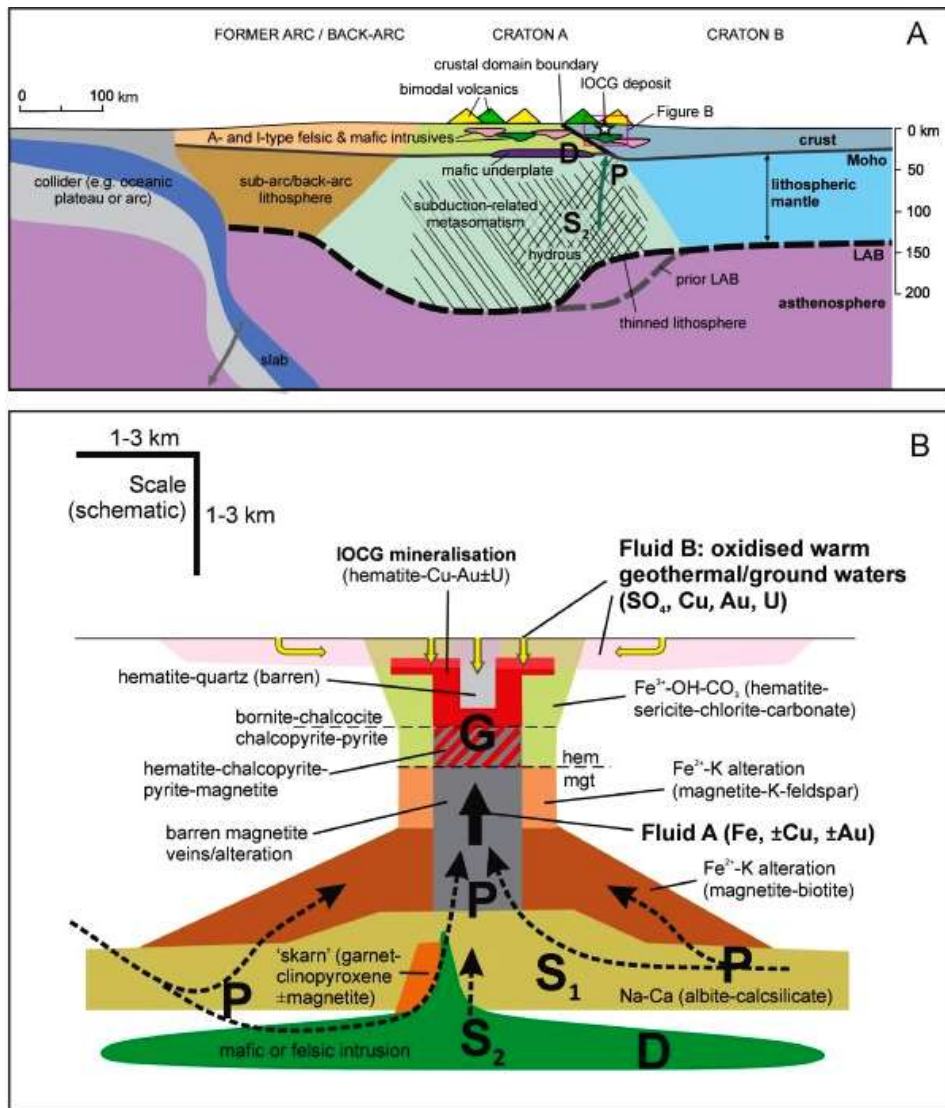 FORMER ARC / BACK-ARC
CRATON A
CRATON B
A
crustal domain boundary
IOCG deposit
bimodal volcanics
Figure B
0 100 km
A- and I-type felsic & mafic intrusives
0 km
crust
Moho
D
P
mafic underplate
collider (e.g. oceanic
plateau or arc)
sub-arc/back-arc
lithosphere
50
lithospheric
mantle
subduction-related
metasomatism
S2
100
hydrous
150
LAB
prior LAB
200
asthenosphere
thinned lithosphere
slab
B
1-3 km
Scale
(schematic)
1-3 km
IOCG mineralisation
(hematite-Cu-Au±U)
Fluid B: oxidised warm
geothermal/ground waters
(SO₄, Cu, Au, U)
hematite-quartz (barren)
Fe³⁺-OH-CO₃ (hematite-
sericite-chlorite-carbonate)
bornite-chalcocite
chalcopyrite-pyrite
G
hem
mgt
hematite-chalcopyrite-
pyrite-magnetite
Fe²⁺-K alteration
(magnetite-K-feldspar)
barren magnetite
veins/alteration
Fluid A (Fe, ±Cu, ±Au)
Fe²⁺-K alteration
(magnetite-biotite)
P
'skarn' (garnet-
clinopyroxene
±magnetite)
S₁
P
P
Na-Ca (albite-calcsilicate)
mafic or felsic intrusion
S₂
D